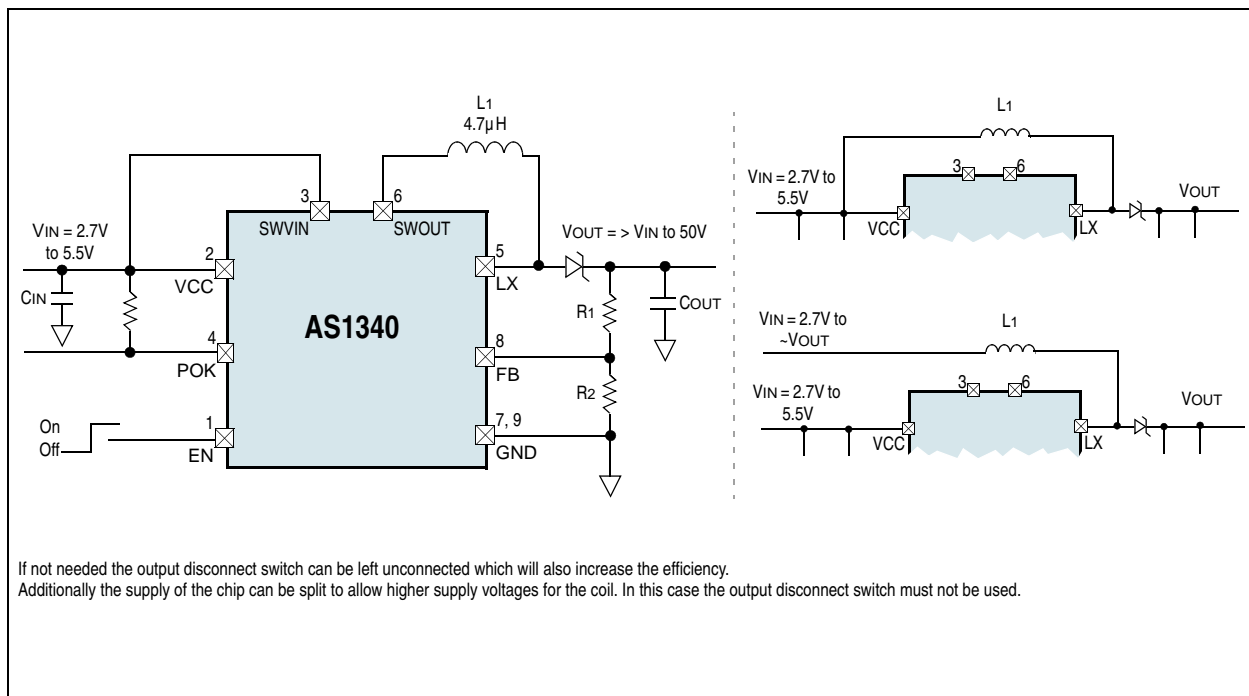 L1
4.7µH
3
6
SWVIN
SWOUT
VIN = 2.7V
to 5.5V
2
VCC
VOUT = > VIN to 50V
5
LX
CIN
R1
COUT
AS1340
4
POK
8
FB
R2
On
Off
1
EN
7, 9
GND
L1
3
6
VIN = 2.7V to
5.5V
VCC
LX
VOUT
VIN = 2.7V to
~VOUT
L1
VIN = 2.7V to
5.5V
3
6
VCC
LX
VOUT
If not needed the output disconnect switch can be left unconnected which will also increase the efficiency.
Additionally the supply of the chip can be split to allow higher supply voltages for the coil. In this case the output disconnect switch must not be used.